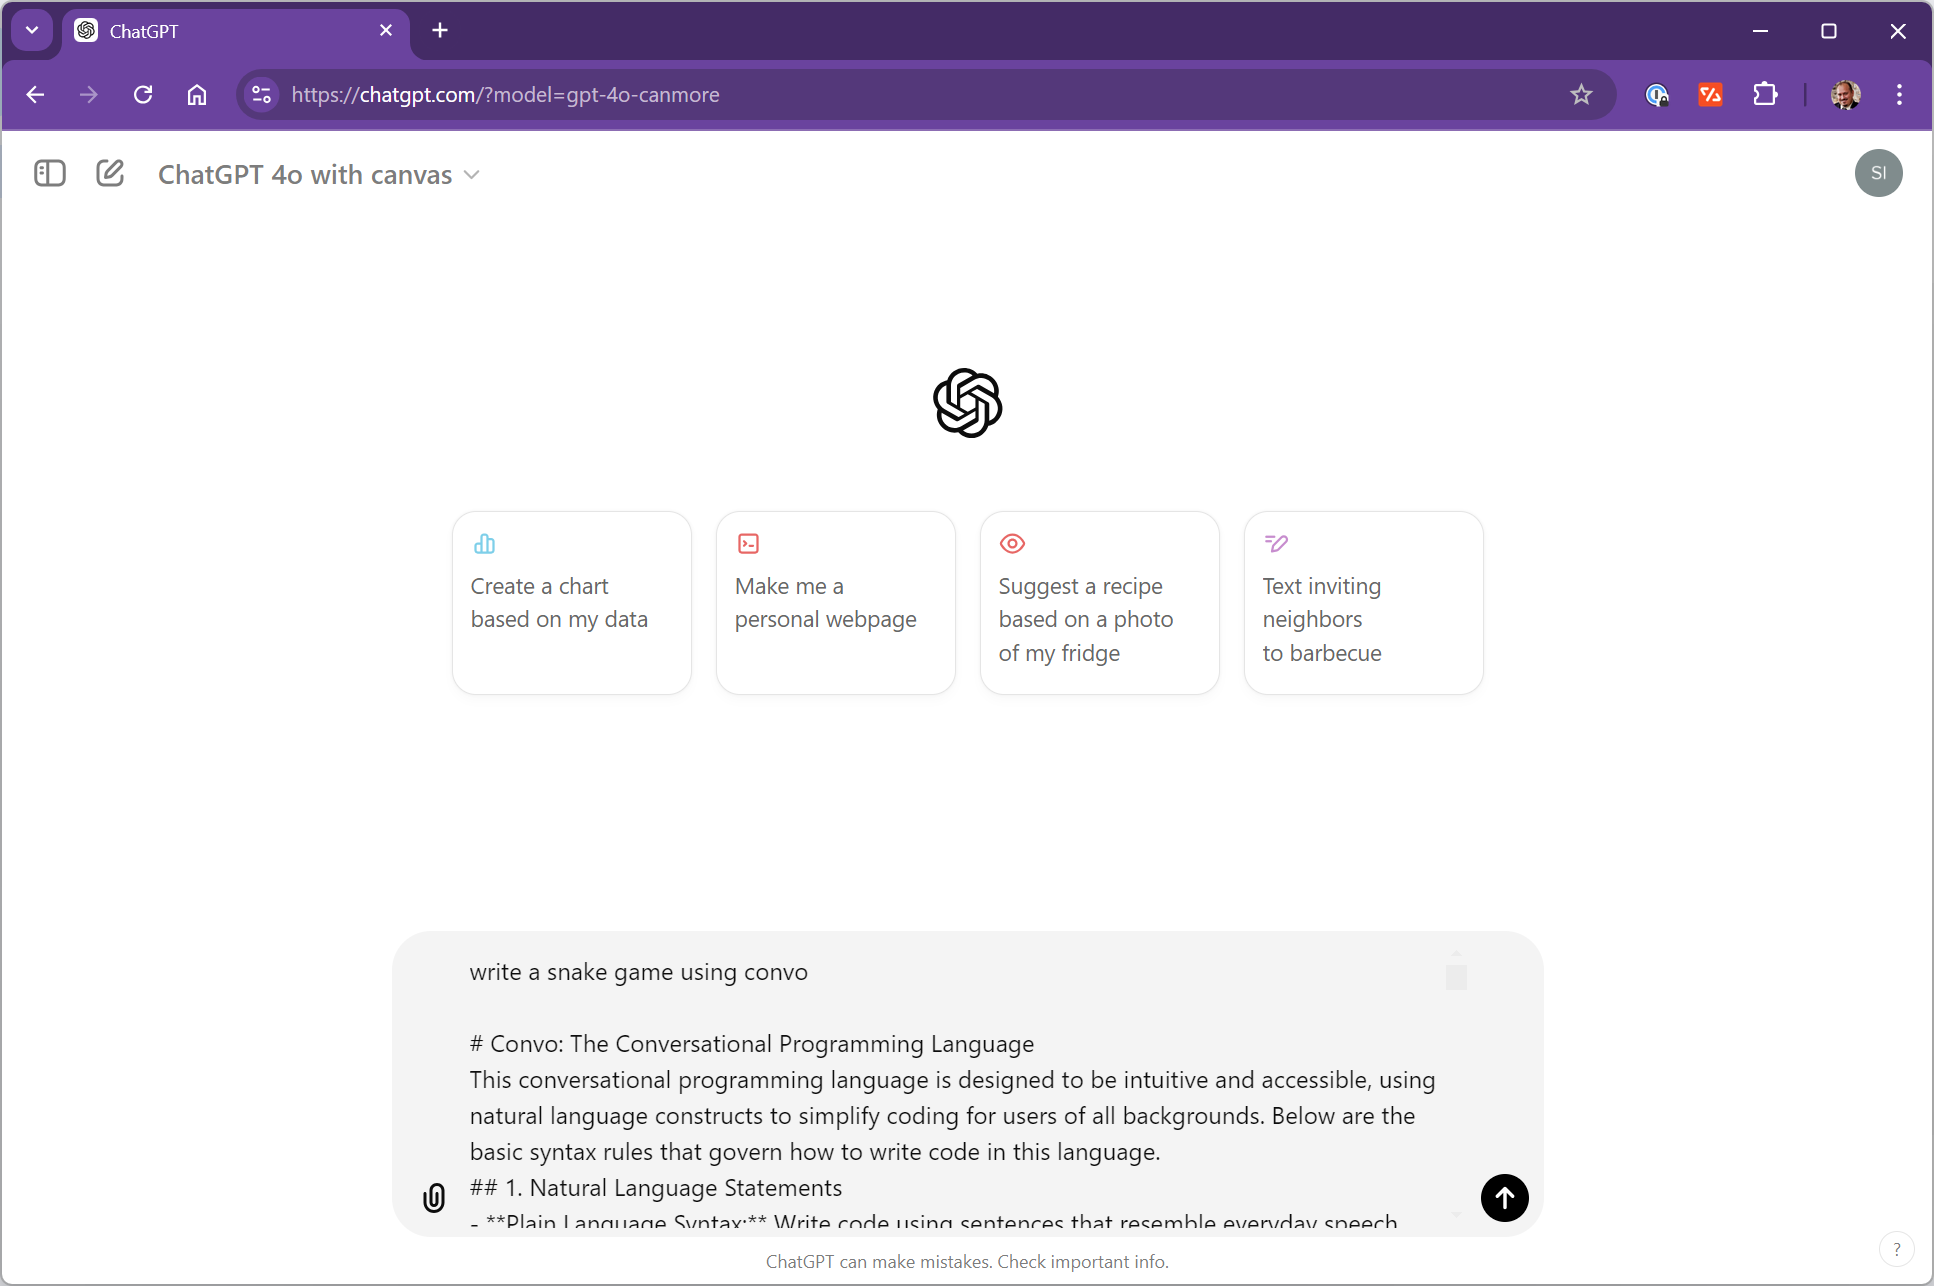 ChatGPT
https://chatgpt.com/?model=gpt-4o-canmore
ChatGPT 4o with canvas
SI
Create a chart
based on my data
Make me a
personal webpage
Suggest a recipe
based on a photo
of my fridge
Text inviting
neighbors
to barbecue
write a snake game using convo
# Convo: The Conversational Programming Language
This conversational programming language is designed to be intuitive and accessible, using
natural language constructs to simplify coding for users of all backgrounds. Below are the
basic syntax rules that govern how to write code in this language.
## 1. Natural Language Statements
- **Plain Language Syntax:** Write code using sentences that resemble everyday speech
ChatGPT can make mistakes. Check important info.
?